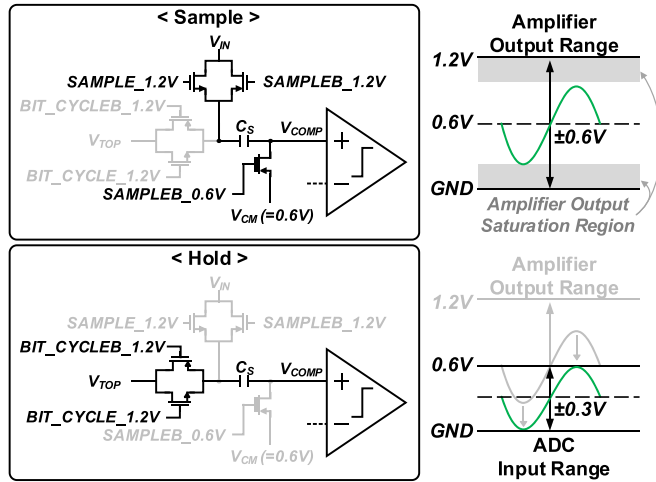 < Sample >
V_IN
SAMPLE_1.2V
SAMPLEB_1.2V
BIT_CYCLEB_1.2V
V_TOP
C_S
V_COMP
BIT_CYCLE_1.2V
SAMPLEB_0.6V
V_CM (=0.6V)
+
−
Amplifier
Output Range
1.2V
0.6V
±0.6V
GND
Amplifier Output
Saturation Region
< Hold >
V_IN
SAMPLE_1.2V
SAMPLEB_1.2V
BIT_CYCLEB_1.2V
V_TOP
C_S
V_COMP
BIT_CYCLE_1.2V
SAMPLEB_0.6V
V_CM (=0.6V)
+
−
Amplifier
Output Range
1.2V
0.6V
±0.3V
GND
ADC
Input Range